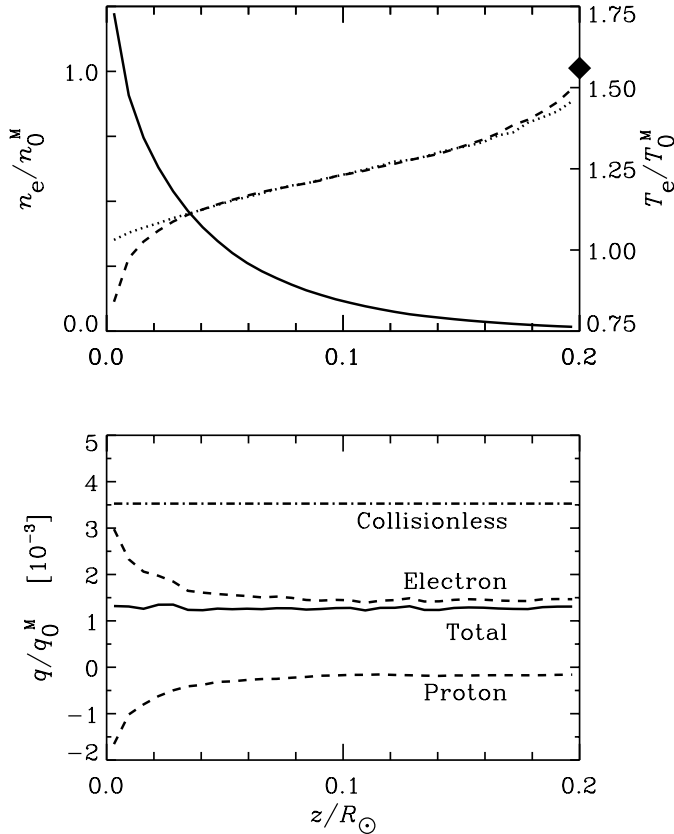 1.0
0.0
n_e/n_0^M
1.75
1.50
1.25
1.00
0.75
T_e/T_0^M
0.0 0.1 0.2
5
4
3
2
1
0
−1
−2
q/q_0^M [10^−3]
Collisionless
Electron
Total
Proton
0.0 0.1 0.2
z/R_⊙